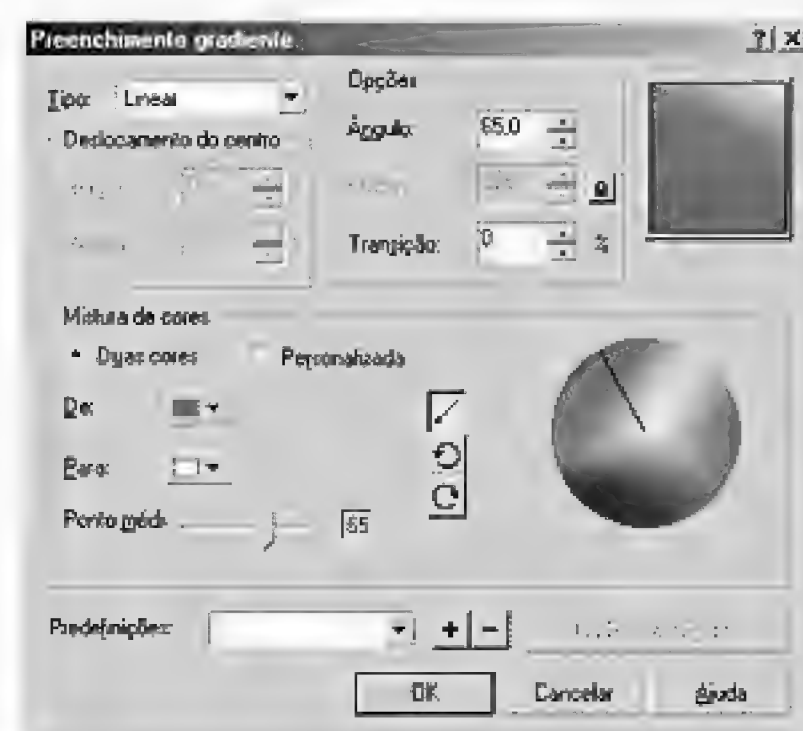 Preenchimento gradiente
Tipo: Linear
Opções
Deslocamento do centro
Ângulo: 65,0
Transição: 0 %
Mistura de cores
Duas cores Personalizada
De:
Para:
Ponto médi 65
Predefinições: + -
OK Cancelar Ajuda